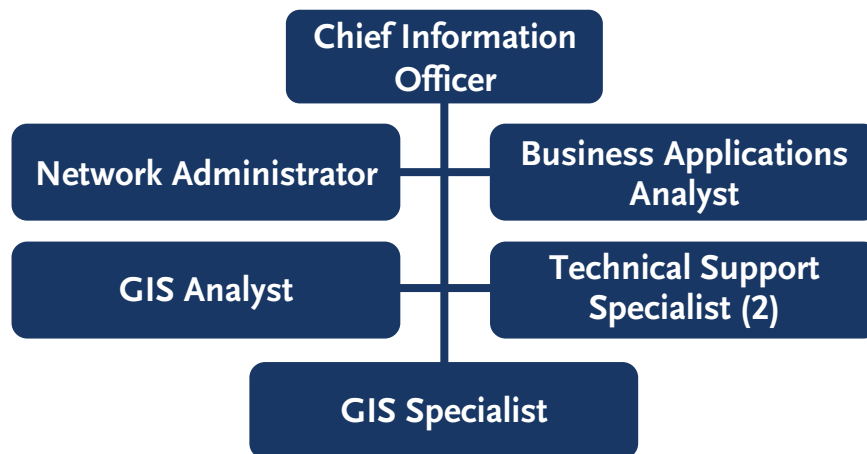 Chief Information
Officer
Network Administrator
Business Applications
Analyst
GIS Analyst
Technical Support
Specialist (2)
GIS Specialist